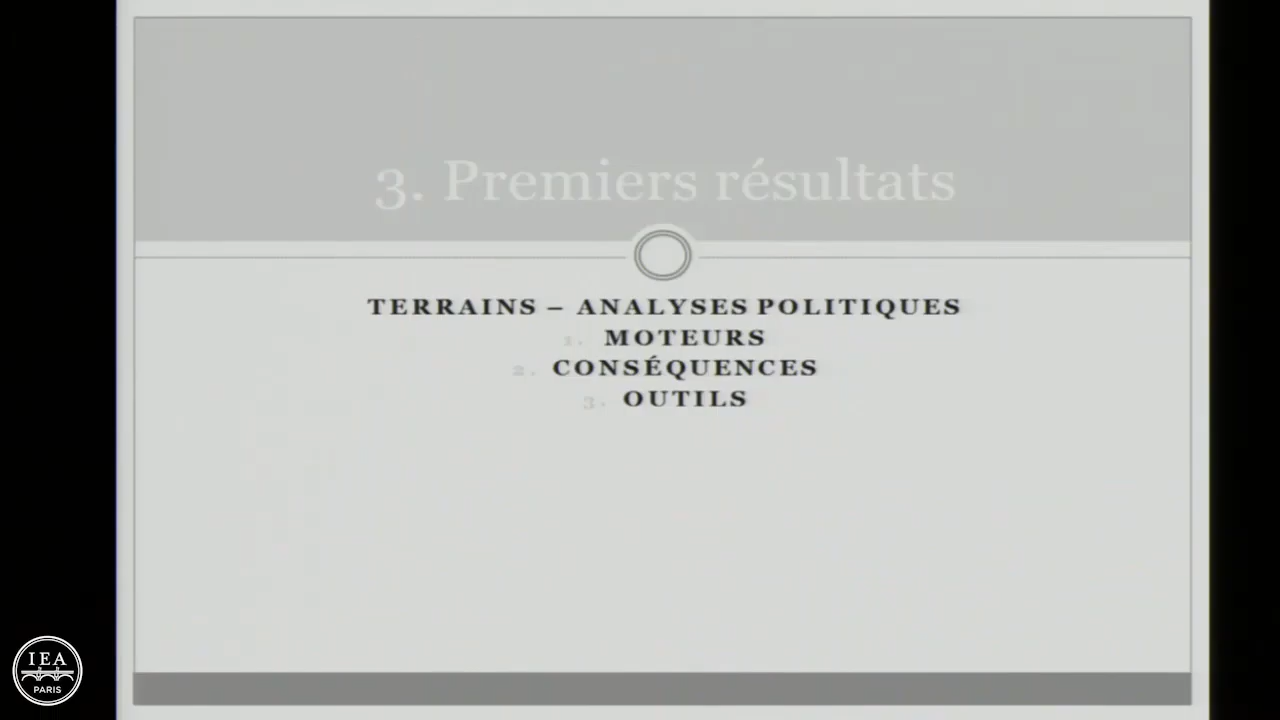 3. Premiers résultats
TERRAINS – ANALYSES POLITIQUES
1. MOTEURS
2. CONSÉQUENCES
3. OUTILS
IEA
PARIS